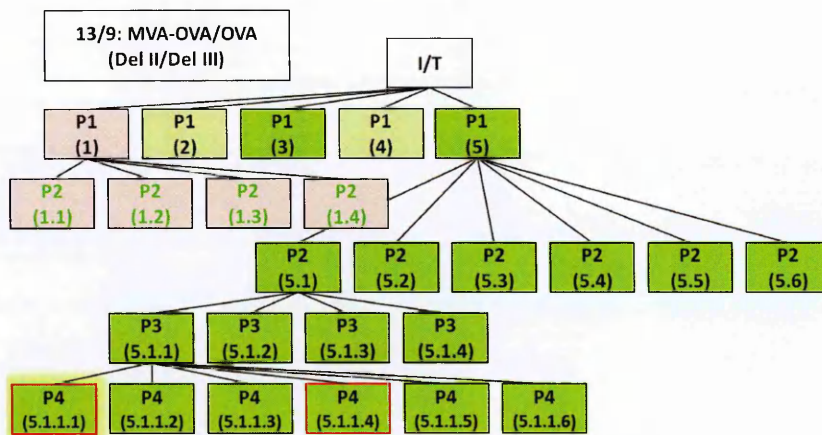 13/9: MVA-OVA/OVA
(Del II/Del III)
I/T
P1 P1 P1 P1 P1
(1) (2) (3) (4) (5)
P2 P2 P2 P2
(1.1) (1.2) (1.3) (1.4)
P2 P2 P2 P2 P2 P2
(5.1) (5.2) (5.3) (5.4) (5.5) (5.6)
P3 P3 P3 P3
(5.1.1) (5.1.2) (5.1.3) (5.1.4)
P4 P4 P4 P4 P4 P4
(5.1.1.1) (5.1.1.2) (5.1.1.3) (5.1.1.4) (5.1.1.5) (5.1.1.6)